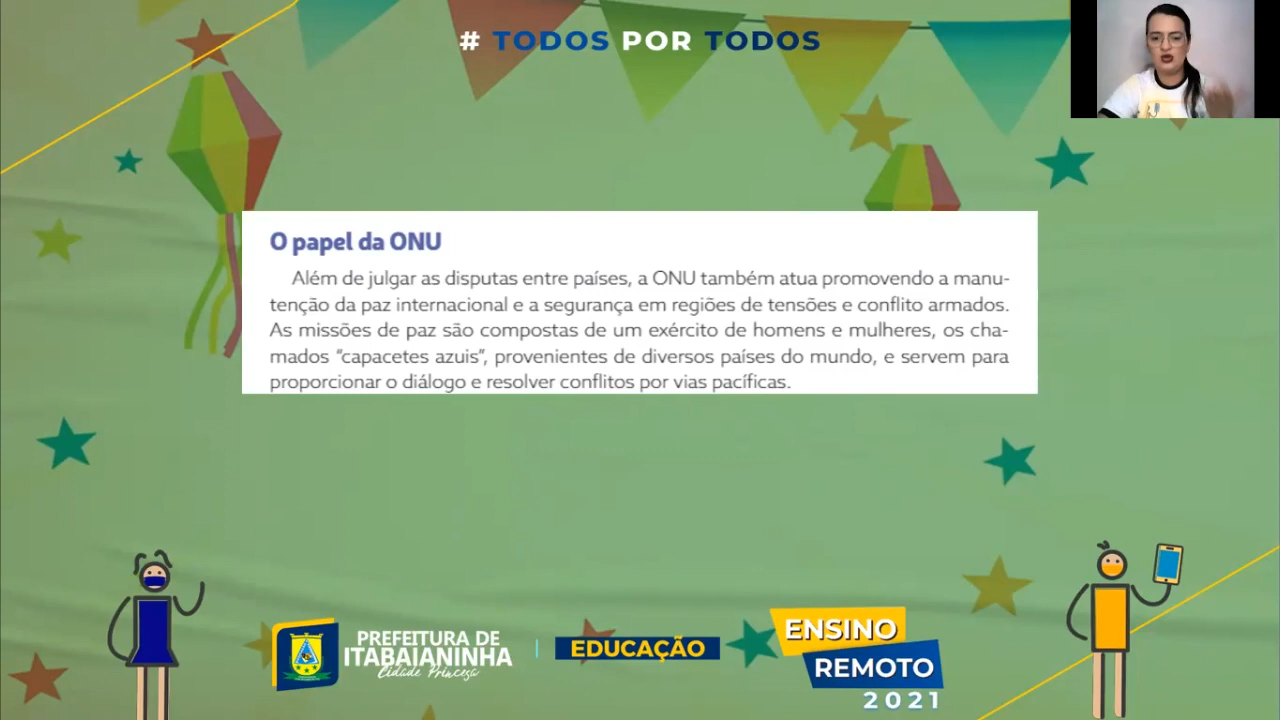 # TODOS POR TODOS
O papel da ONU
Além de julgar as disputas entre países, a ONU também atua promovendo a manu-
tenção da paz internacional e a segurança em regiões de tensões e conflito armados.
As missões de paz são compostas de um exército de homens e mulheres, os cha-
mados “capacetes azuis”, provenientes de diversos países do mundo, e servem para
proporcionar o diálogo e resolver conflitos por vias pacíficas.
PREFEITURA DE
ITABAIANINHA
Cidade Princesa
EDUCAÇÃO
ENSINO
REMOTO
2021